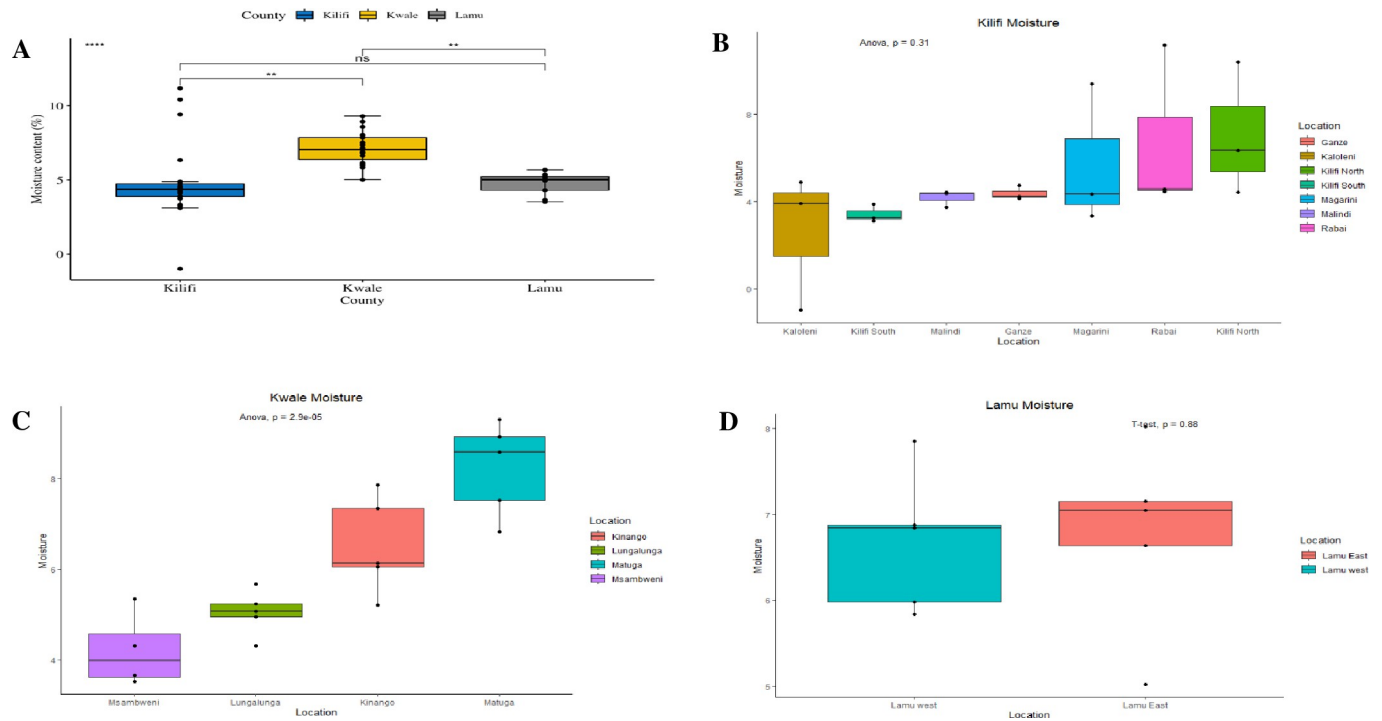 County Kilifi Kwale Lamu
A
****
**
ns
**
Moisture content (%)
10
5
0
Kilifi Kwale Lamu
County
Kilifi Moisture
B
Anova, p = 0.31
Moisture
8
4
0
Kaloleni Kilifi South Malindi Ganze Magarini Rabai Kilifi North
Location
Location
Ganze
Kaloleni
Kilifi North
Kilifi South
Magarini
Malindi
Rabai
Kwale Moisture
C
Anova, p = 2.9e-05
Moisture
8
6
4
Msambweni Lungalunga Kinango Matuga
Location
Location
Kinango
Lungalunga
Matuga
Msambweni
Lamu Moisture
D
T-test, p = 0.88
Moisture
8
7
6
5
Lamu west Lamu East
Location
Location
Lamu East
Lamu west